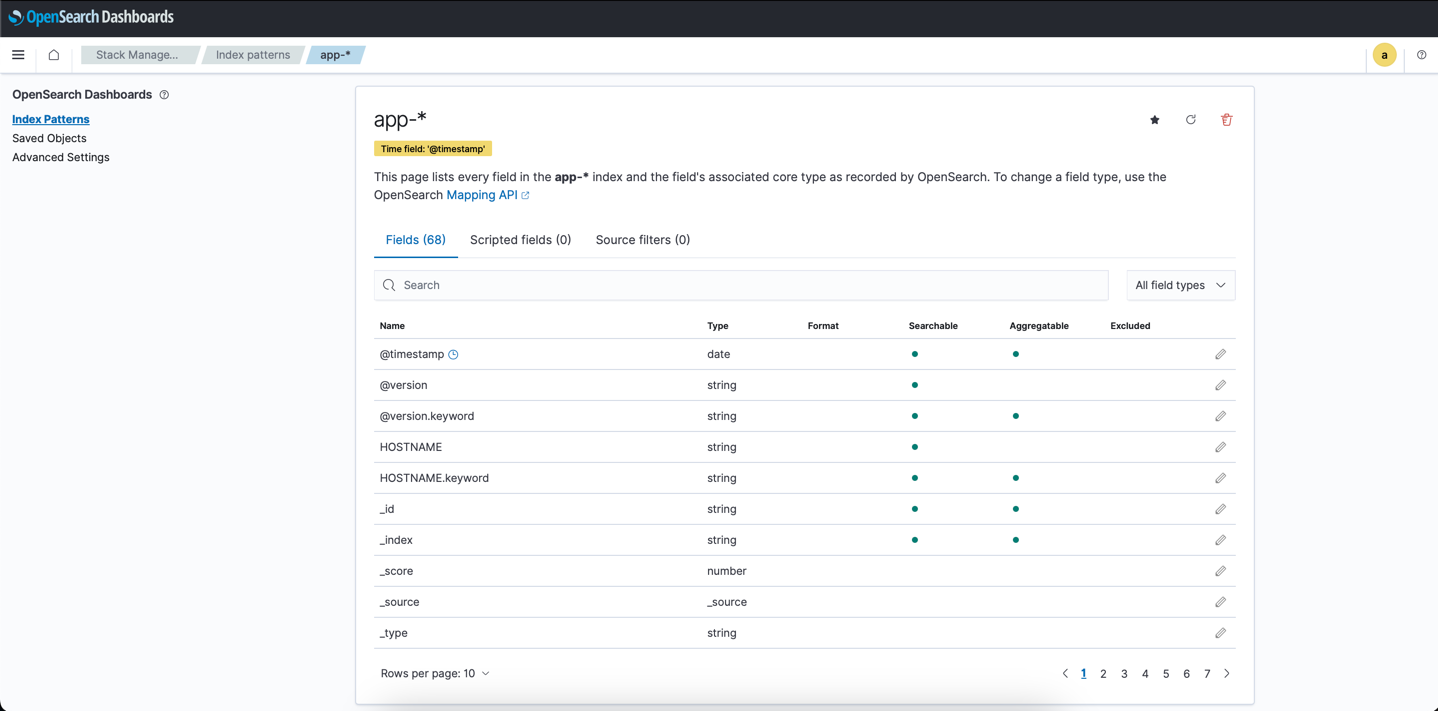 OpenSearch Dashboards
Stack Manage... Index patterns app-* a
OpenSearch Dashboards
Index Patterns
Saved Objects
Advanced Settings
app-*
Time field: '@timestamp'
This page lists every field in the app-* index and the field's associated core type as recorded by OpenSearch. To change a field type, use the
OpenSearch Mapping API
Fields (68) Scripted fields (0) Source filters (0)
Search All field types
Name Type Format Searchable Aggregatable Excluded
@timestamp date
@version string
@version.keyword string
HOSTNAME string
HOSTNAME.keyword string
_id string
_index string
_score number
_source _source
_type string
Rows per page: 10 1 2 3 4 5 6 7